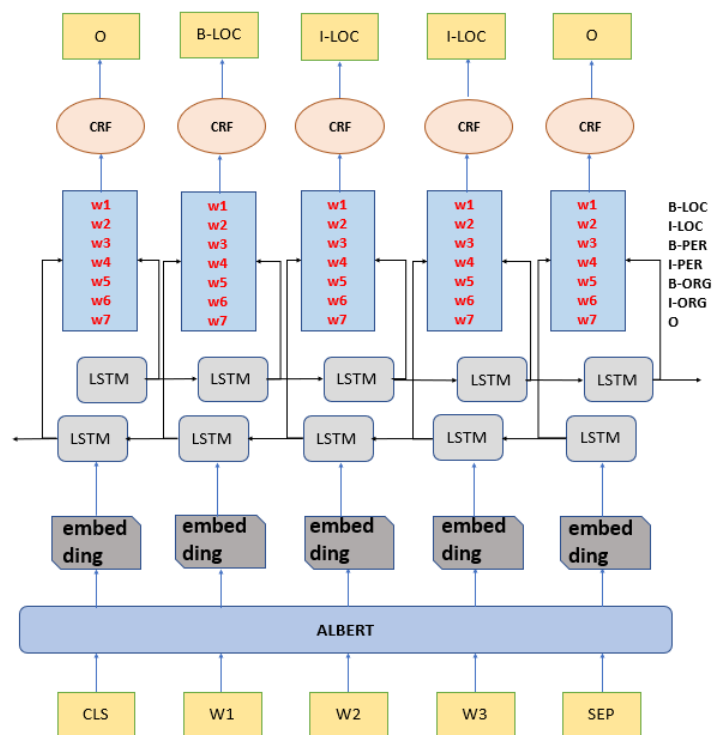 O B-LOC I-LOC I-LOC O
CRF CRF CRF CRF CRF
w1 w1 w1 w1 w1 B-LOC
w2 w2 w2 w2 w2 I-LOC
w3 w3 w3 w3 w3 B-PER
w4 w4 w4 w4 w4 I-PER
w5 w5 w5 w5 w5 B-ORG
w6 w6 w6 w6 w6 I-ORG
w7 w7 w7 w7 w7 O
LSTM LSTM LSTM LSTM LSTM
LSTM LSTM LSTM LSTM LSTM
embed embed embed embed embed
ding ding ding ding ding
ALBERT
CLS W1 W2 W3 SEP